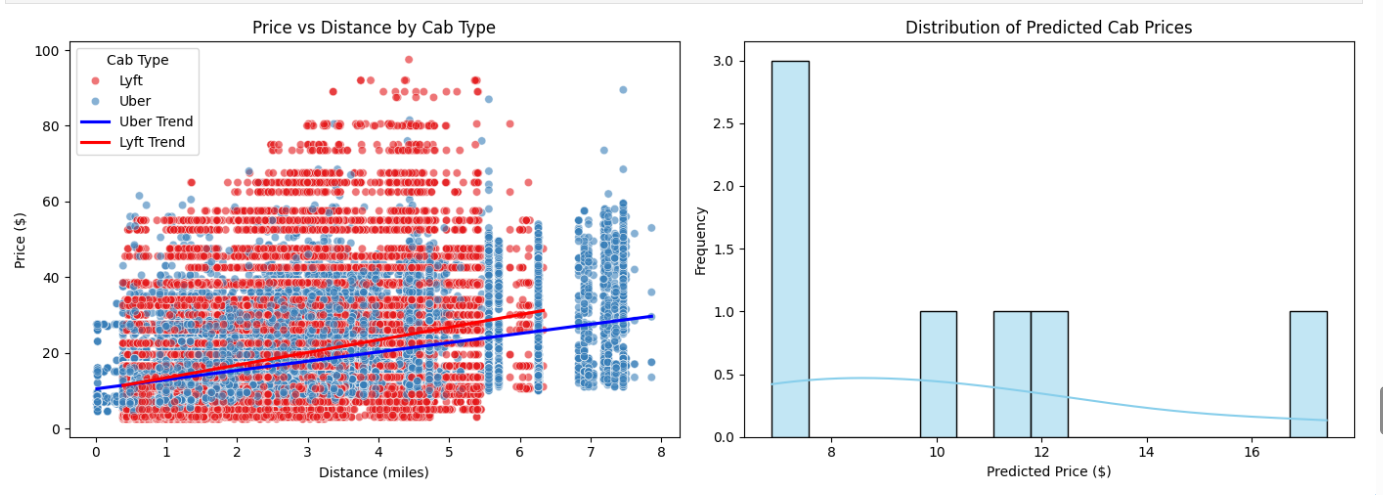 Price vs Distance by Cab Type
100
80
60
40
20
0
Price ($)
Cab Type
Lyft
Uber
Uber Trend
Lyft Trend
0 1 2 3 4 5 6 7 8
Distance (miles)
Distribution of Predicted Cab Prices
3.0
2.5
2.0
1.5
1.0
0.5
0.0
Frequency
8 10 12 14 16
Predicted Price ($)